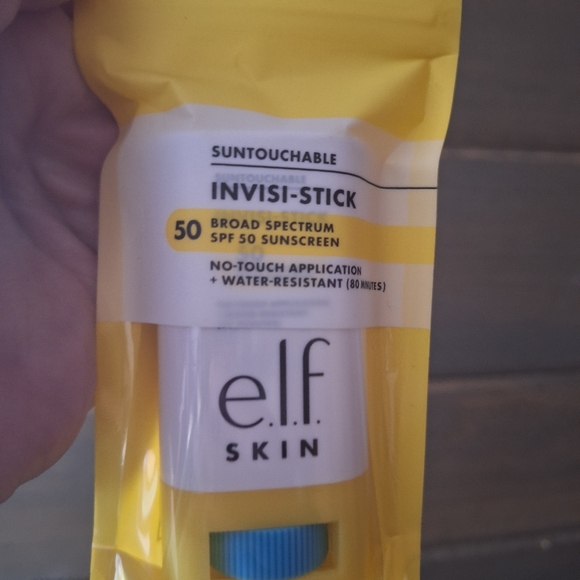 SUNTOUCHABLE
INVISI-STICK
50 BROAD SPECTRUM
SPF 50 SUNSCREEN
NO-TOUCH APPLICATION
+ WATER-RESISTANT (80 MINUTES)
e.l.f.
SKIN